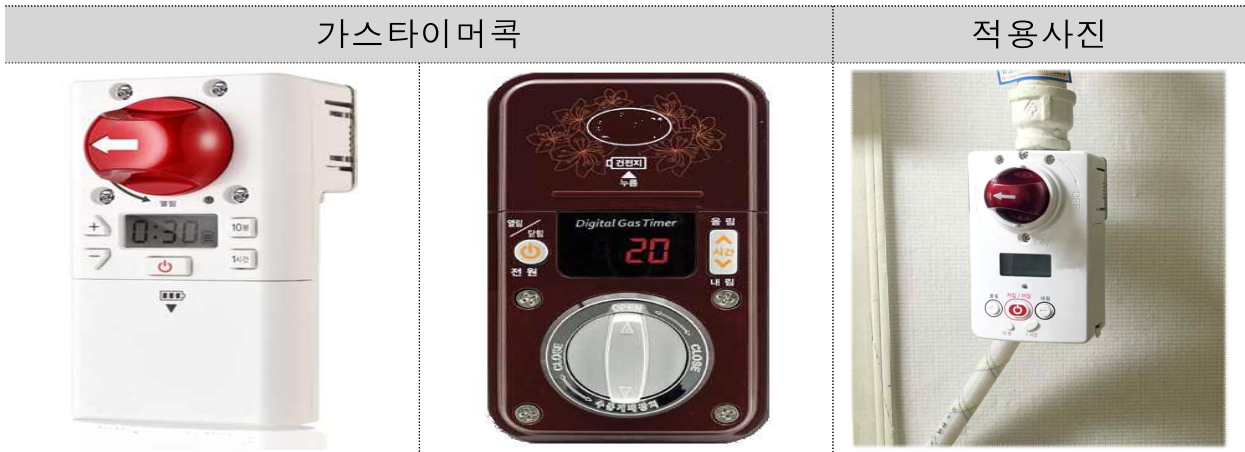 가스타이머콕
적용사진
열림
0:30
+
10분
−
1시간
건전지
누름
열림/닫힘
Digital Gas Timer
20
전원
올림
시간
내림
OPEN
CLOSE
CLOSE